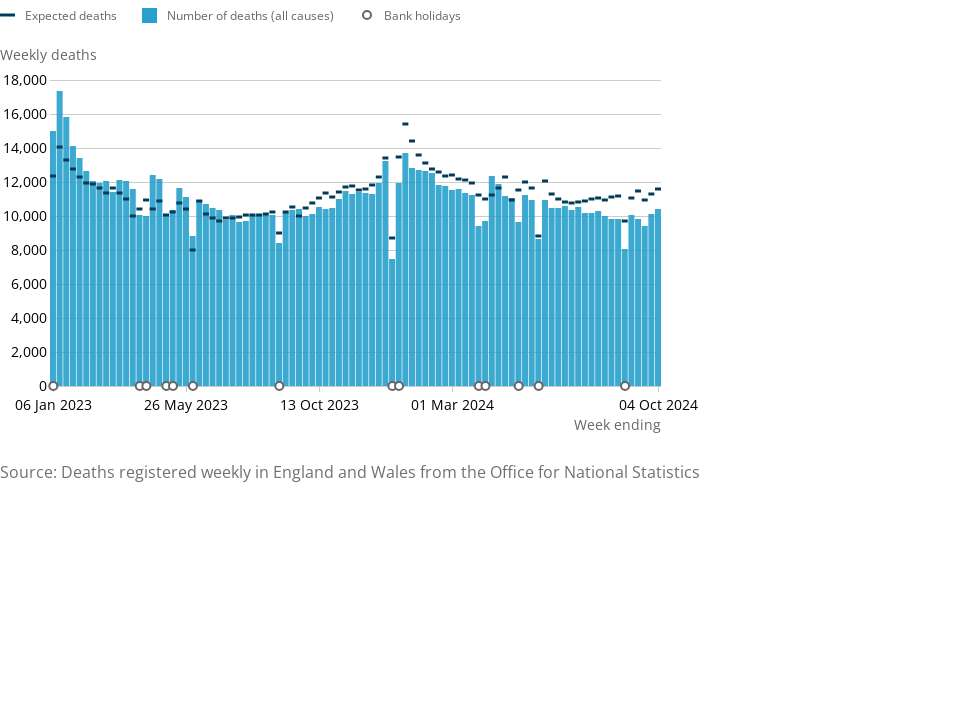 Expected deaths Number of deaths (all causes) Bank holidays
Weekly deaths
18,000
16,000
14,000
12,000
10,000
8,000
6,000
4,000
2,000
0
06 Jan 2023 26 May 2023 13 Oct 2023 01 Mar 2024 04 Oct 2024
Week ending
Source: Deaths registered weekly in England and Wales from the Office for National Statistics